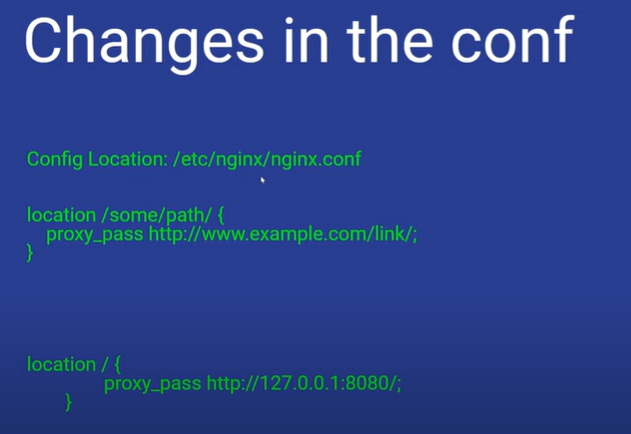 Changes in the conf
Config Location: /etc/nginx/nginx.conf
location /some/path/ {
proxy_pass http://www.example.com/link/;
}
location / {
proxy_pass http://127.0.0.1:8080/;
}